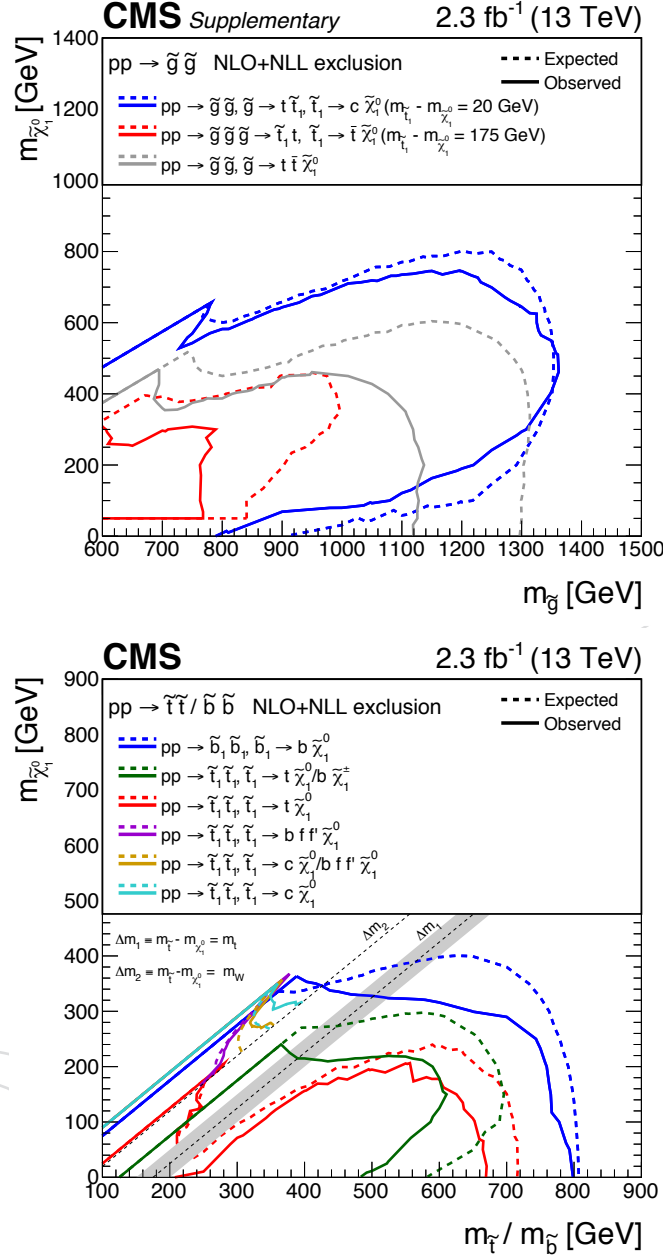 CMS Supplementary 2.3 fb⁻¹ (13 TeV)
pp → g̃ g̃ NLO+NLL exclusion
Expected
Observed
pp → g̃ g̃, g̃ → t t̃₁, t̃₁ → c χ̃₁⁰ (m_t̃₁ - m_χ̃₁⁰ = 20 GeV)
pp → g̃ g̃ g̃ → t̃₁ t, t̃₁ → t̄ χ̃₁⁰ (m_t̃₁ - m_χ̃₁⁰ = 175 GeV)
pp → g̃ g̃, g̃ → t t̄ χ̃₁⁰
m_χ̃₁⁰ [GeV]
1400
1200
1000
800
600
400
200
0
600 700 800 900 1000 1100 1200 1300 1400 1500
m_g̃ [GeV]
CMS 2.3 fb⁻¹ (13 TeV)
pp → t̃ t̃ / b̃ b̃ NLO+NLL exclusion
Expected
Observed
pp → b̃₁ b̃₁, b̃₁ → b χ̃₁⁰
pp → t̃₁ t̃₁, t̃₁ → t χ̃₁⁰/b χ̃₁±
pp → t̃₁ t̃₁, t̃₁ → t χ̃₁⁰
pp → t̃₁ t̃₁, t̃₁ → b f f' χ̃₁⁰
pp → t̃₁ t̃₁, t̃₁ → c χ̃₁⁰/b f f' χ̃₁⁰
pp → t̃₁ t̃₁, t̃₁ → c χ̃₁⁰
Δm₁ ≡ m_t̃ - m_χ̃₁⁰ = m_t
Δm₂ ≡ m_t̃ - m_χ̃₁⁰ = m_W
Δm₂
Δm₁
m_χ̃₁⁰ [GeV]
900
800
700
600
500
400
300
200
100
0
100 200 300 400 500 600 700 800 900
m_t̃ / m_b̃ [GeV]